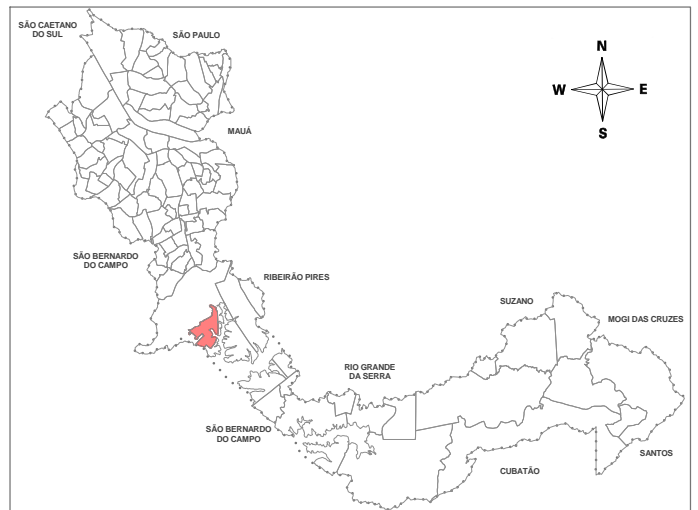 SÃO CAETANO
DO SUL
SÃO PAULO
N
W
E
S
MAUÁ
SÃO BERNARDO
DO CAMPO
RIBEIRÃO PIRES
SUZANO
MOGI DAS CRUZES
RIO GRANDE
DA SERRA
SÃO BERNARDO
DO CAMPO
SANTOS
CUBATÃO